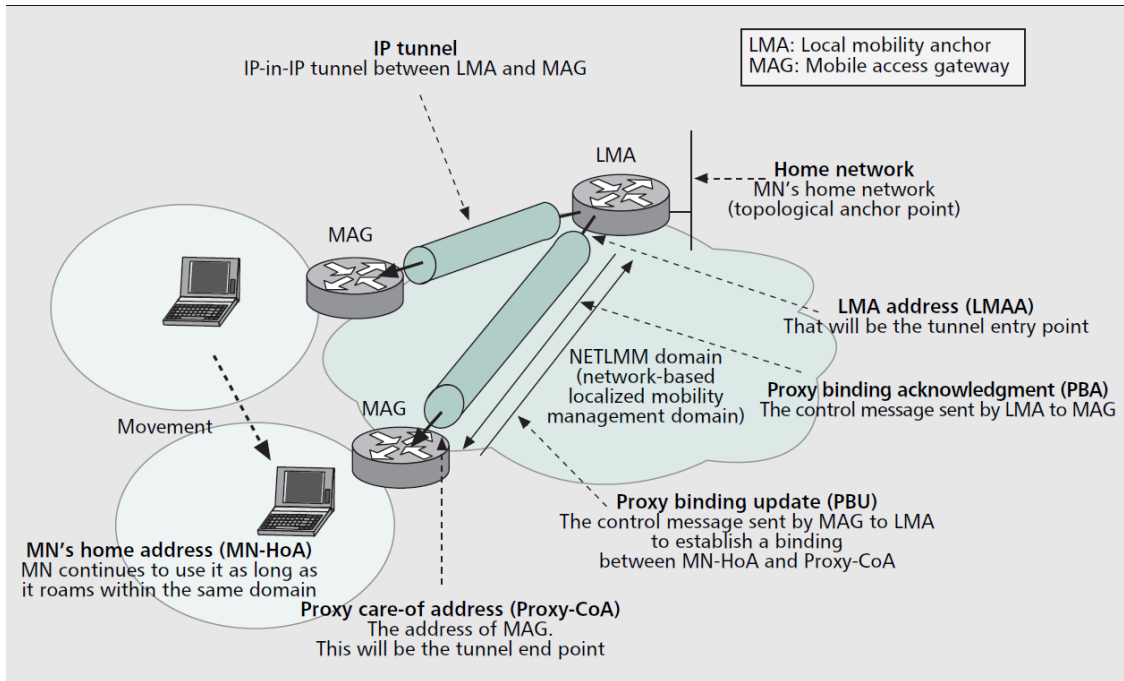 IP tunnel
IP-in-IP tunnel between LMA and MAG
LMA: Local mobility anchor
MAG: Mobile access gateway
LMA
Home network
MN's home network
(topological anchor point)
MAG
LMA address (LMAA)
That will be the tunnel entry point
NETLMM domain
(network-based
localized mobility
management domain)
Proxy binding acknowledgment (PBA)
The control message sent by LMA to MAG
MAG
Movement
Proxy binding update (PBU)
The control message sent by MAG to LMA
to establish a binding
between MN-HoA and Proxy-CoA
MN's home address (MN-HoA)
MN continues to use it as long as
it roams within the same domain
Proxy care-of address (Proxy-CoA)
The address of MAG.
This will be the tunnel end point